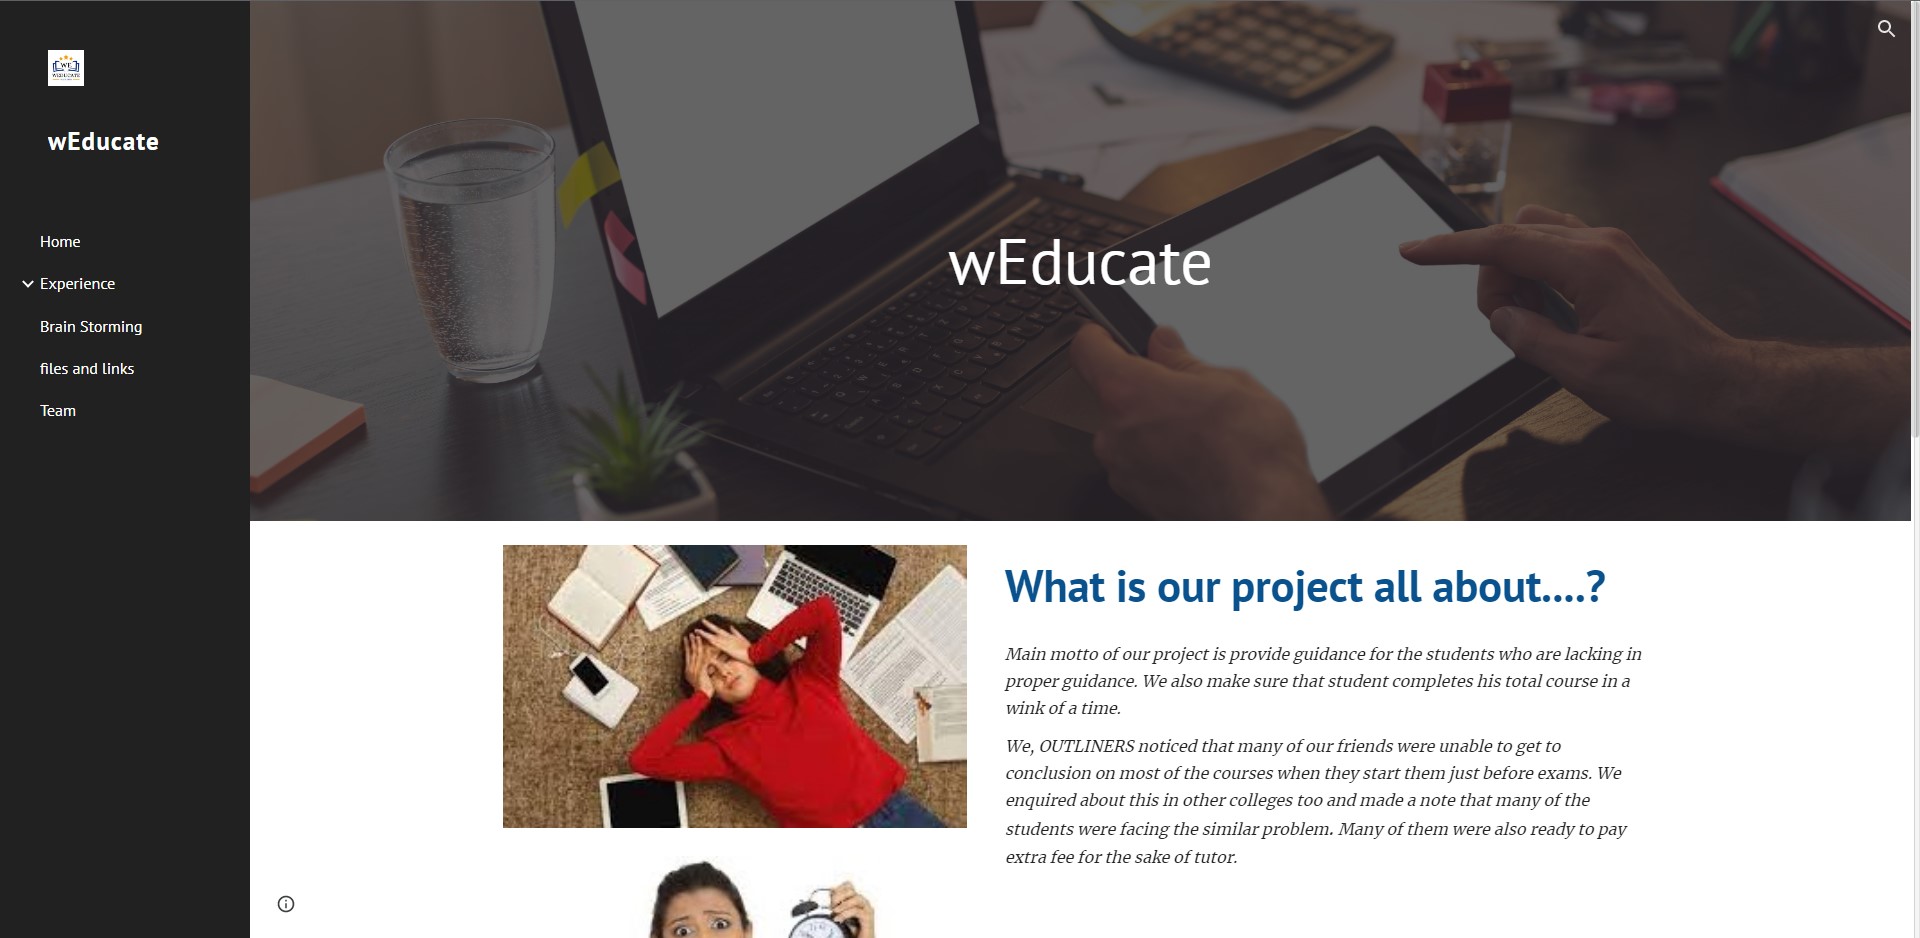 WE
WEDUCATE
wEducate
Home
Experience
Brain Storming
files and links
Team
wEducate
What is our project all about....?
Main motto of our project is provide guidance for the students who are lacking in
proper guidance. We also make sure that student completes his total course in a
wink of a time.
We, OUTLINERS noticed that many of our friends were unable to get to
conclusion on most of the courses when they start them just before exams. We
enquired about this in other colleges too and made a note that many of the
students were facing the similar problem. Many of them were also ready to pay
extra fee for the sake of tutor.